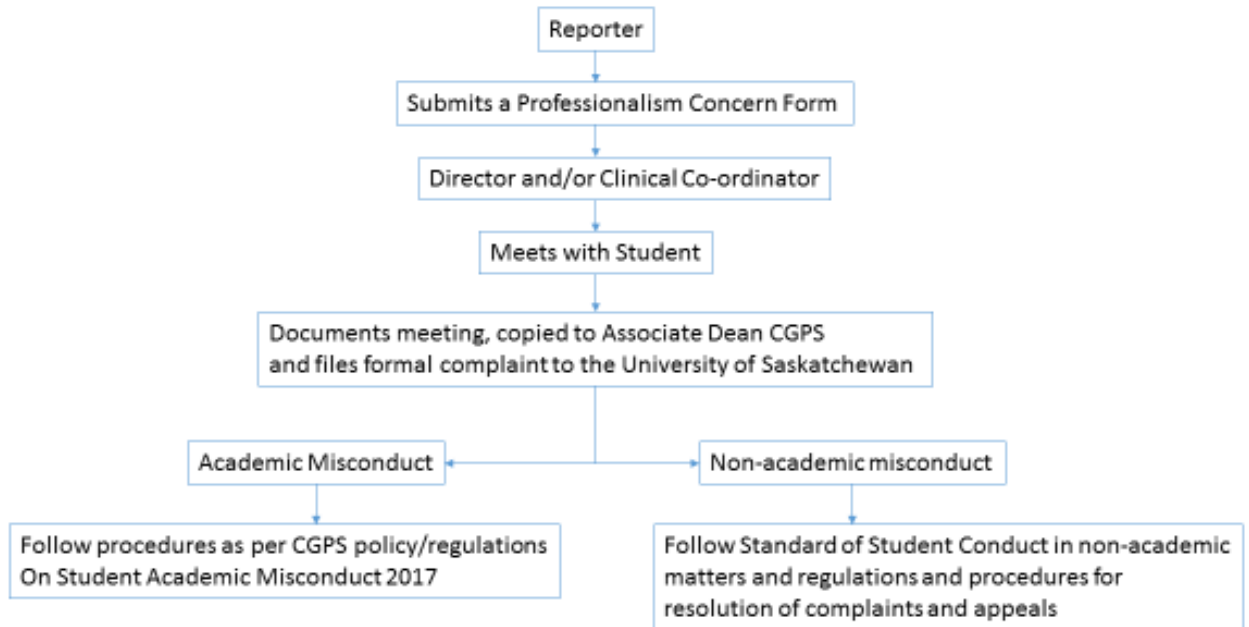 Reporter
Submits a Professionalism Concern Form
Director and/or Clinical Co-ordinator
Meets with Student
Documents meeting, copied to Associate Dean CGPS
and files formal complaint to the University of Saskatchewan
Academic Misconduct
Non-academic misconduct
Follow procedures as per CGPS policy/regulations
On Student Academic Misconduct 2017
Follow Standard of Student Conduct in non-academic
matters and regulations and procedures for
resolution of complaints and appeals